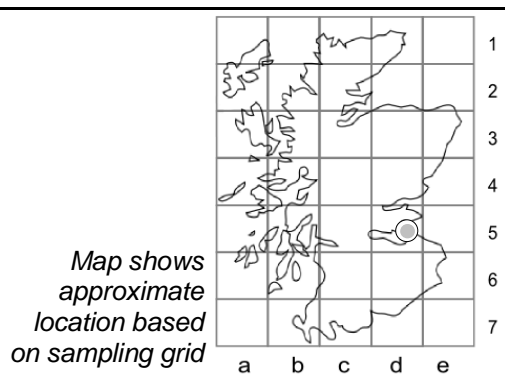 1
2
3
4
5
6
7
Map shows
approximate
location based
on sampling grid
a b c d e